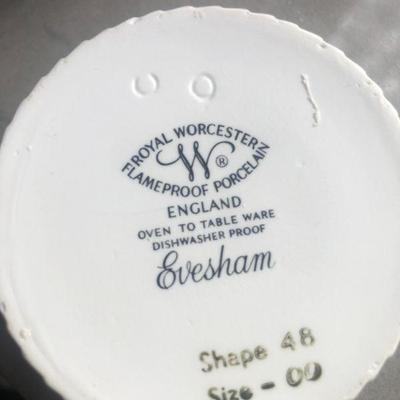 ROYAL WORCESTER
W ®
FLAMEPROOF PORCELAIN
ENGLAND
OVEN TO TABLE WARE
DISHWASHER PROOF
Evesham
Shape 48
Size - 00